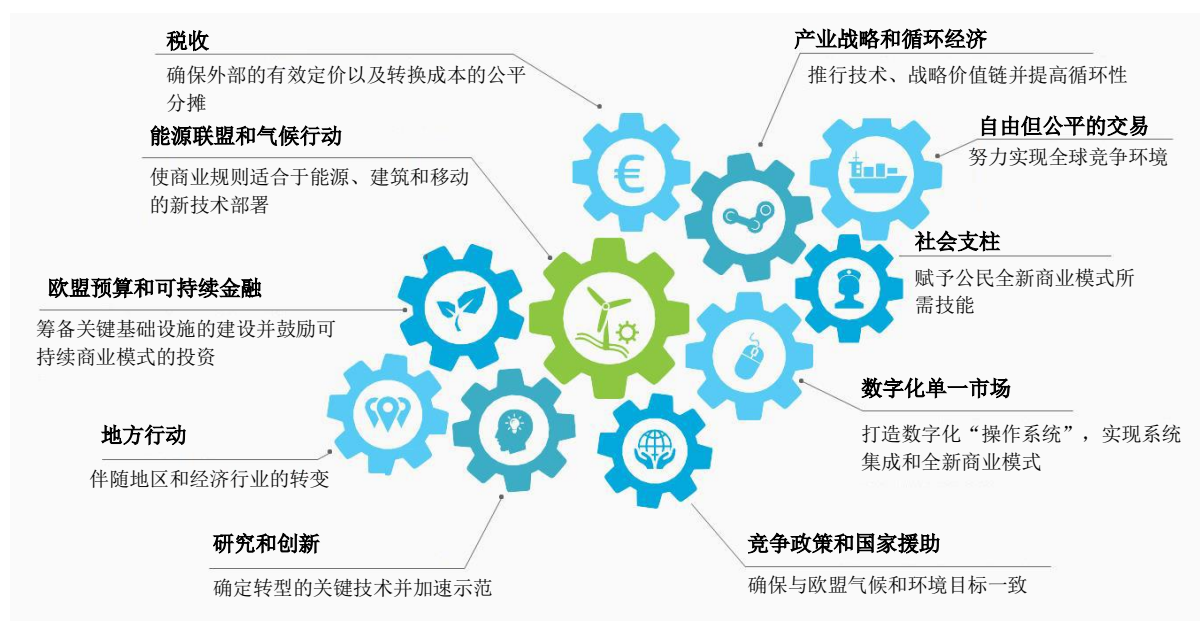 税收
确保外部的有效定价以及转换成本的公平
分摊
能源联盟和气候行动
使商业规则适合于能源、建筑和移动
的新技术部署
欧盟预算和可持续金融
筹备关键基础设施的建设并鼓励可
持续商业模式的投资
地方行动
伴随地区和经济行业的转变
研究和创新
确定转型的关键技术并加速示范
产业战略和循环经济
推行技术、战略价值链并提高循环性
自由但公平的交易
努力实现全球竞争环境
社会支柱
赋予公民全新商业模式所
需技能
数字化单一市场
打造数字化“操作系统”，实现系统
集成和全新商业模式
竞争政策和国家援助
确保与欧盟气候和环境目标一致
€